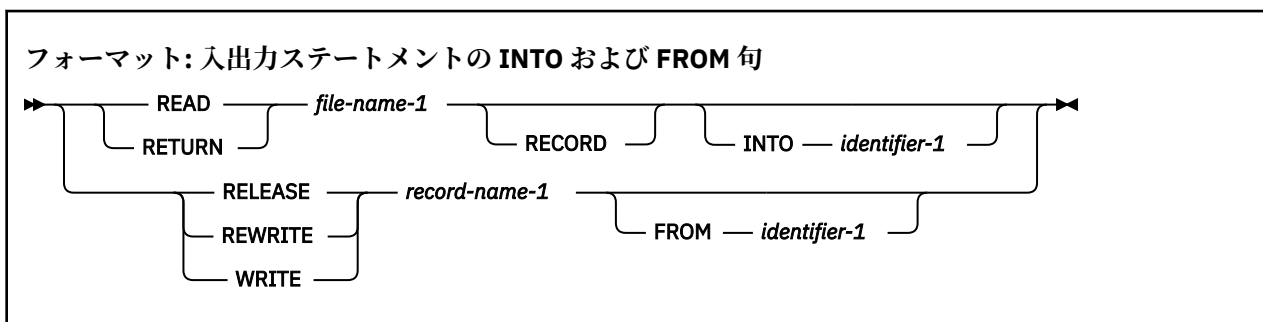 フォーマット: 入出力ステートメントの INTO および FROM 句
READ file-name-1
RETURN RECORD INTO identifier-1
RELEASE record-name-1
REWRITE FROM identifier-1
WRITE